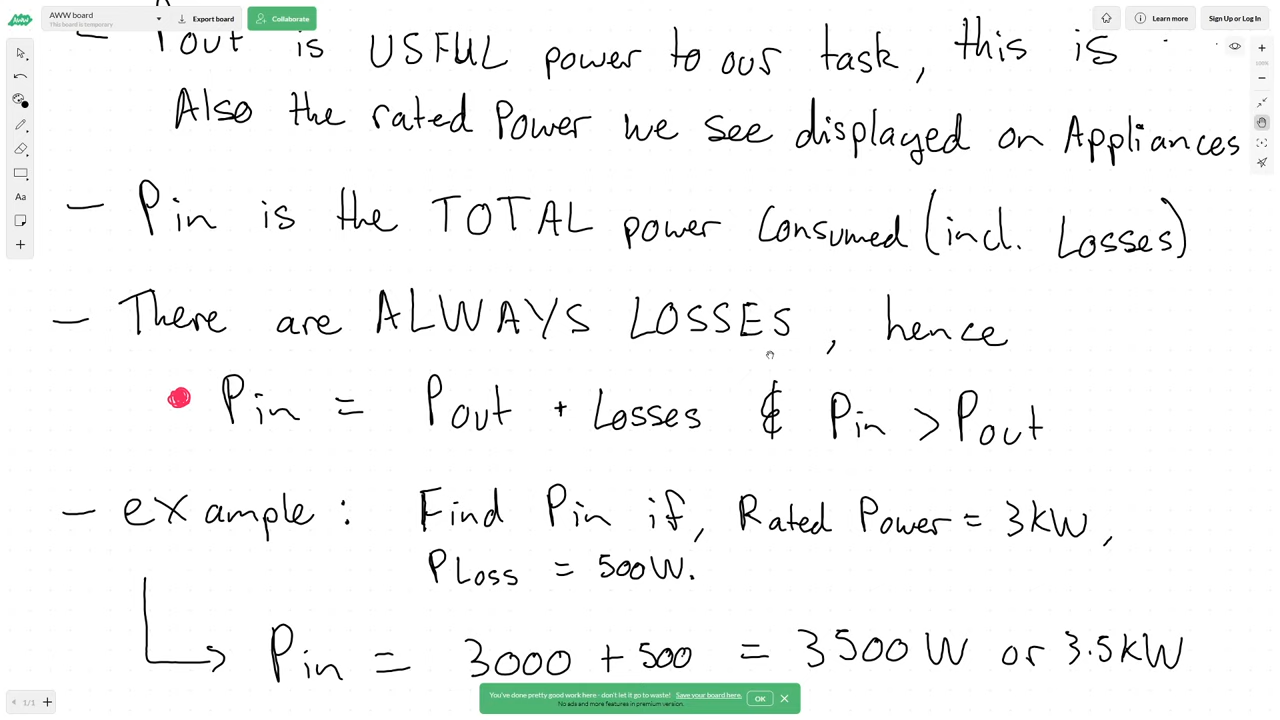 AWW board
This board is temporary
Export board
Collaborate
Learn more
Sign Up or Log In
- Pout is USEFUL power to our task, this is
Also the rated Power we see displayed on Appliances
100%
- Pin is the TOTAL power Consumed (incl. Losses)
- There are ALWAYS LOSSES, hence
Pin = Pout + Losses & Pin > Pout
- example: Find Pin if, Rated Power = 3kW,
PLoss = 500W.
Pin = 3000 + 500 = 3500 W or 3.5kW
Aa
1/1
You've done pretty good work here - don't let it go to waste! Save your board here.
No ads and more features in premium version.
OK